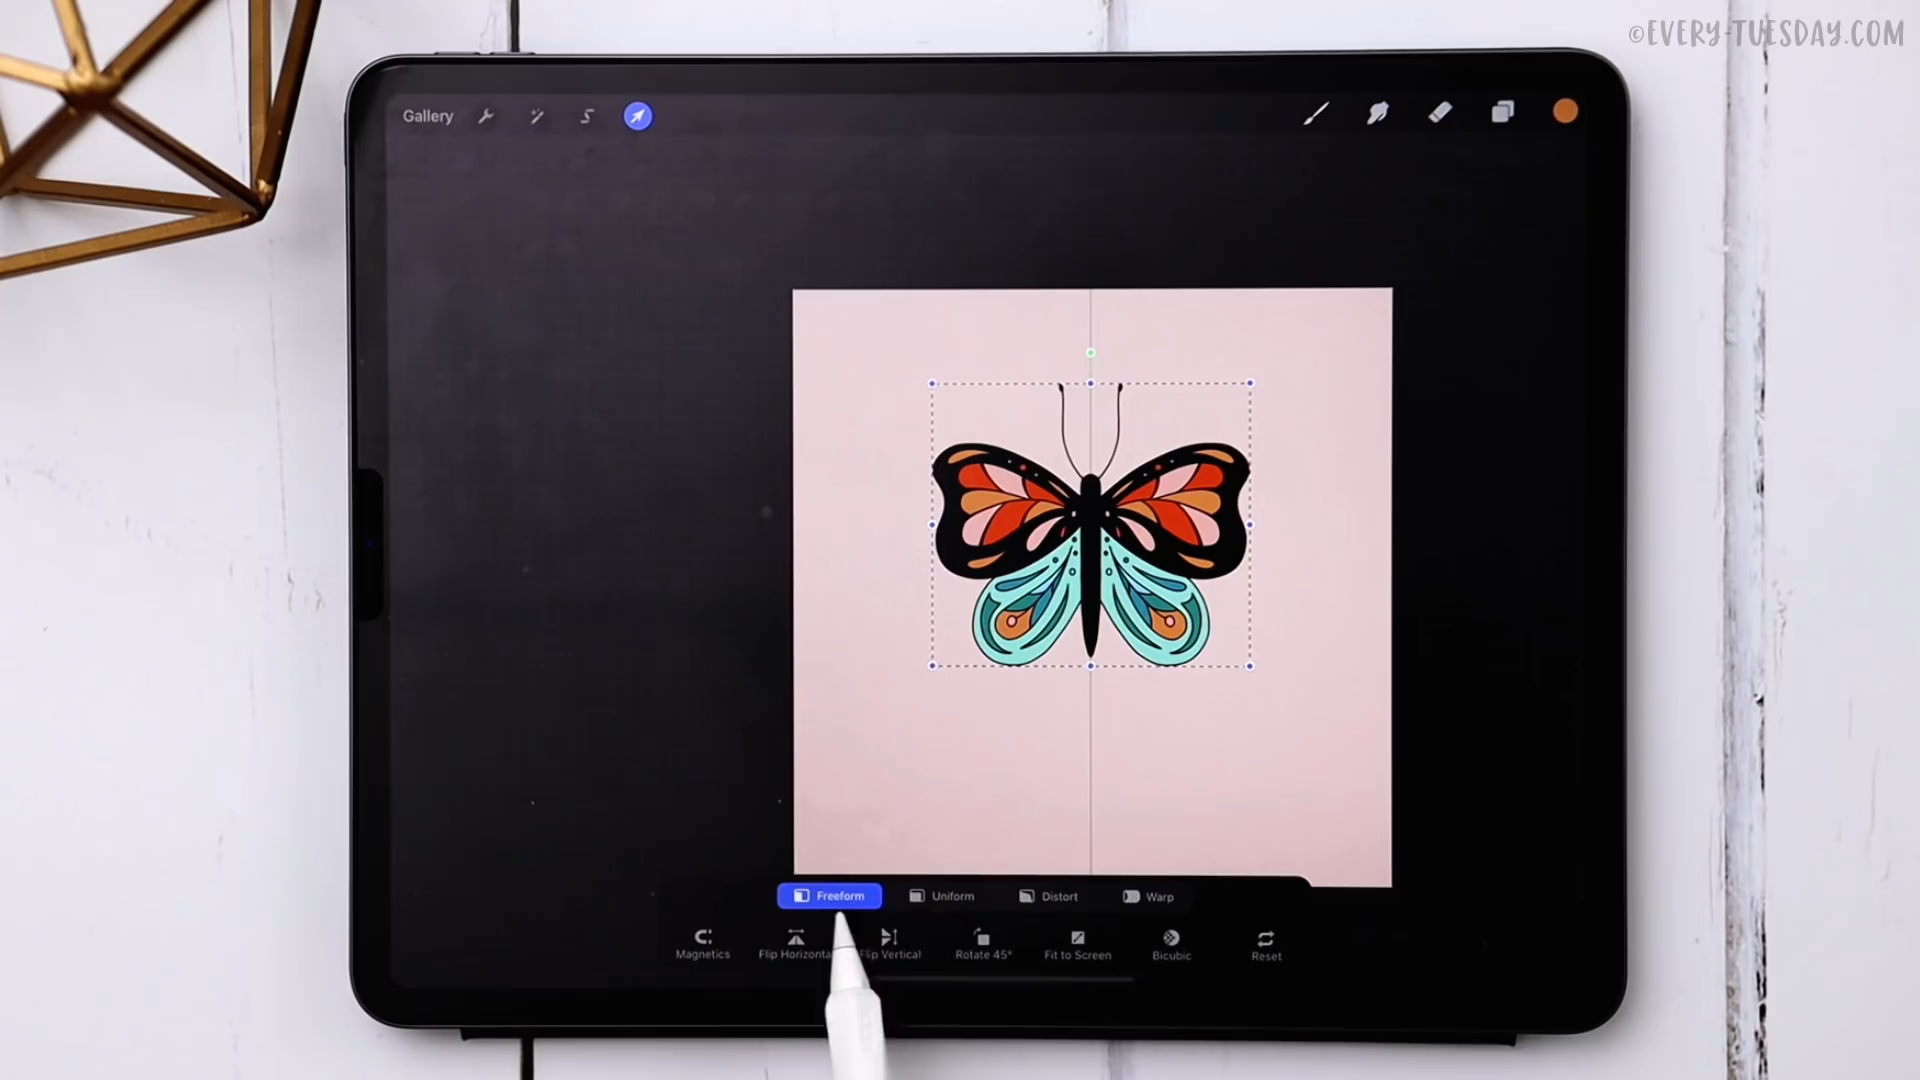 ©EVERY-TUESDAY.COM
Gallery
Freeform
Uniform
Distort
Warp
Magnetics
Flip Horizonta
Flip Vertical
Rotate 45°
Fit to Screen
Bicubic
Reset